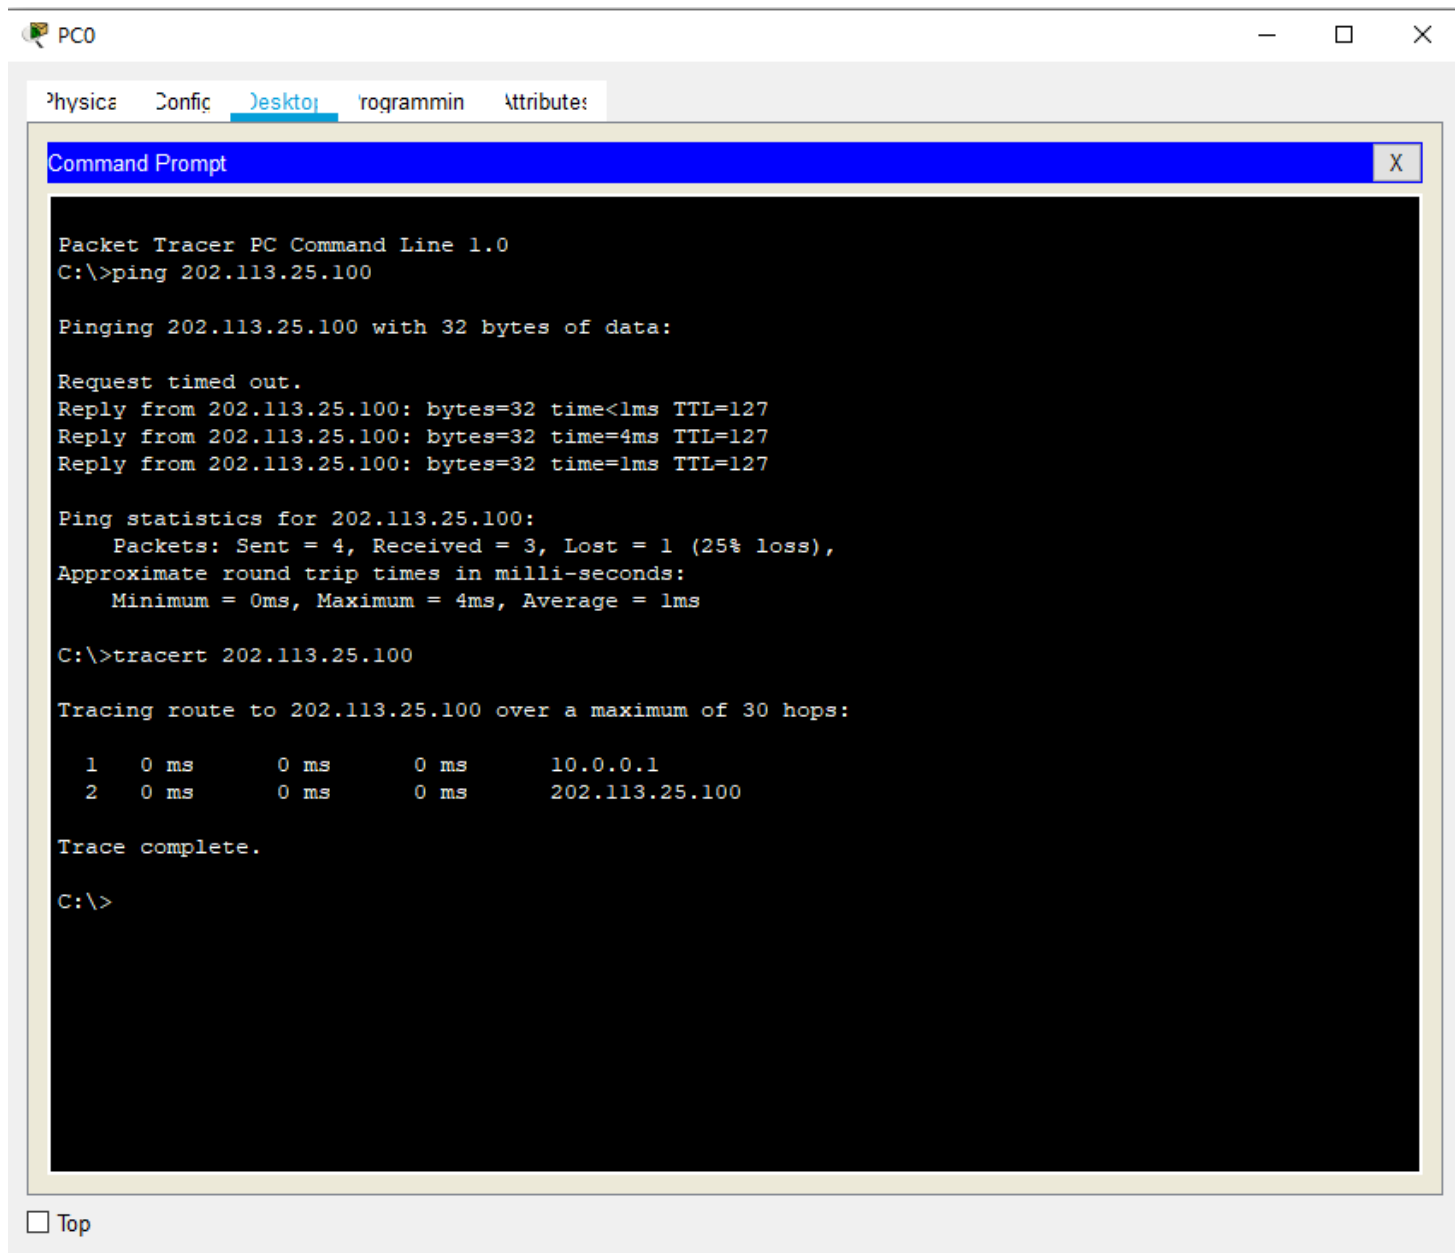 PC0
Physica Config Desktop rogrammin Attributes
Command Prompt X
Packet Tracer PC Command Line 1.0
C:\>ping 202.113.25.100
Pinging 202.113.25.100 with 32 bytes of data:
Request timed out.
Reply from 202.113.25.100: bytes=32 time<1ms TTL=127
Reply from 202.113.25.100: bytes=32 time=4ms TTL=127
Reply from 202.113.25.100: bytes=32 time=1ms TTL=127
Ping statistics for 202.113.25.100:
    Packets: Sent = 4, Received = 3, Lost = 1 (25% loss),
Approximate round trip times in milli-seconds:
    Minimum = 0ms, Maximum = 4ms, Average = 1ms
C:\>tracert 202.113.25.100
Tracing route to 202.113.25.100 over a maximum of 30 hops:
  1   0 ms      0 ms      0 ms      10.0.0.1
  2   0 ms      0 ms      0 ms      202.113.25.100
Trace complete.
C:\>
Top